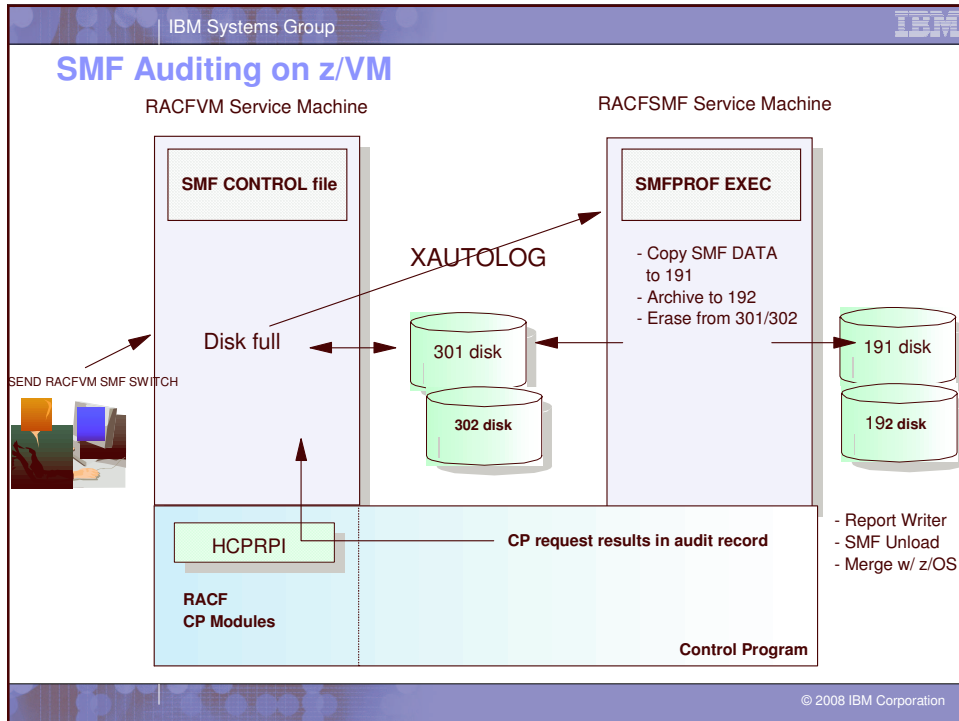 IBM Systems Group
IBM
SMF Auditing on z/VM
RACFVM Service Machine
RACFSMF Service Machine
SMF CONTROL file
SMFPROF EXEC
XAUTOLOG
- Copy SMF DATA
to 191
- Archive to 192
- Erase from 301/302
Disk full
301 disk
302 disk
191 disk
192 disk
SEND RACFVM SMF SWITCH
HCPRPI
CP request results in audit record
- Report Writer
- SMF Unload
- Merge w/ z/OS
RACF
CP Modules
Control Program
© 2008 IBM Corporation